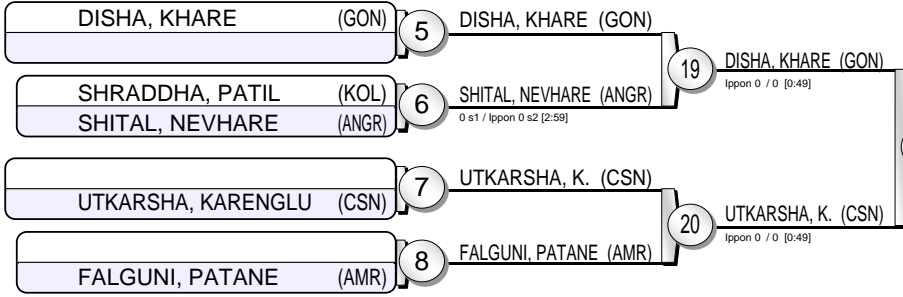 DISHA, KHARE (GON)
5
DISHA, KHARE (GON)
19
DISHA, KHARE (GON)
Ippon 0 / 0 [0:49]
SHRADDHA, PATIL (KOL)
SHITAL, NEVHARE (ANGR)
6
SHITAL, NEVHARE (ANGR)
0 s1 / Ippon 0 s2 [2:59]
UTKARSHA, KARENGLU (CSN)
7
UTKARSHA, K. (CSN)
20
UTKARSHA, K. (CSN)
Ippon 0 / 0 [0:49]
FALGUNI, PATANE (AMR)
8
FALGUNI, PATANE (AMR)